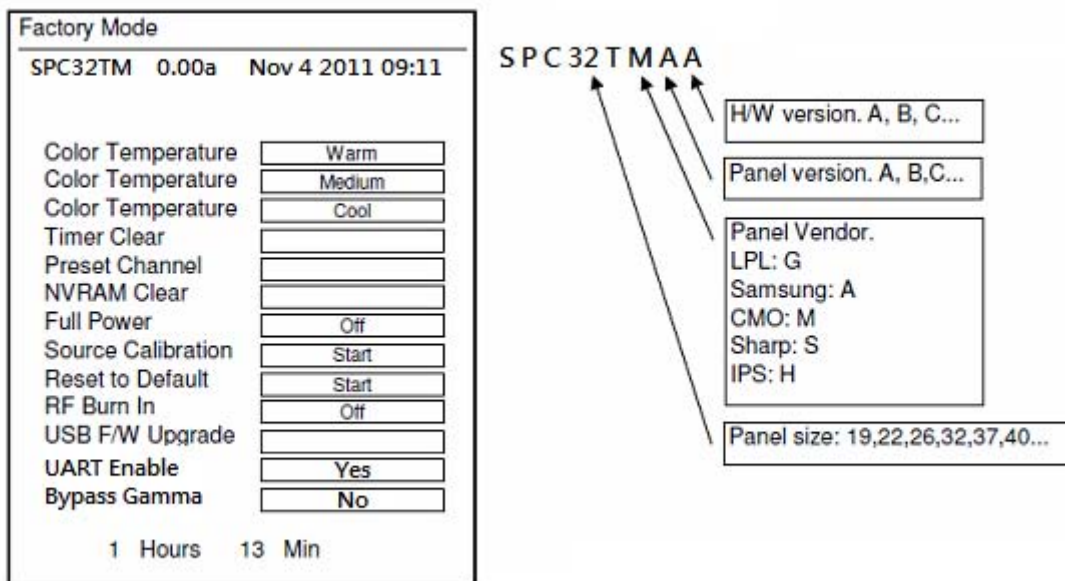 Factory Mode
SPC32TM 0.00a Nov 4 2011 09:11
Color Temperature Warm
Color Temperature Medium
Color Temperature Cool
Timer Clear
Preset Channel
NVRAM Clear
Full Power Off
Source Calibration Start
Reset to Default Start
RF Burn In Off
USB F/W Upgrade
UART Enable Yes
Bypass Gamma No
1 Hours 13 Min
S P C 32 T M A A
H/W version. A, B, C...
Panel version. A, B,C...
Panel Vendor.
LPL: G
Samsung: A
CMO: M
Sharp: S
IPS: H
Panel size: 19,22,26,32,37,40...